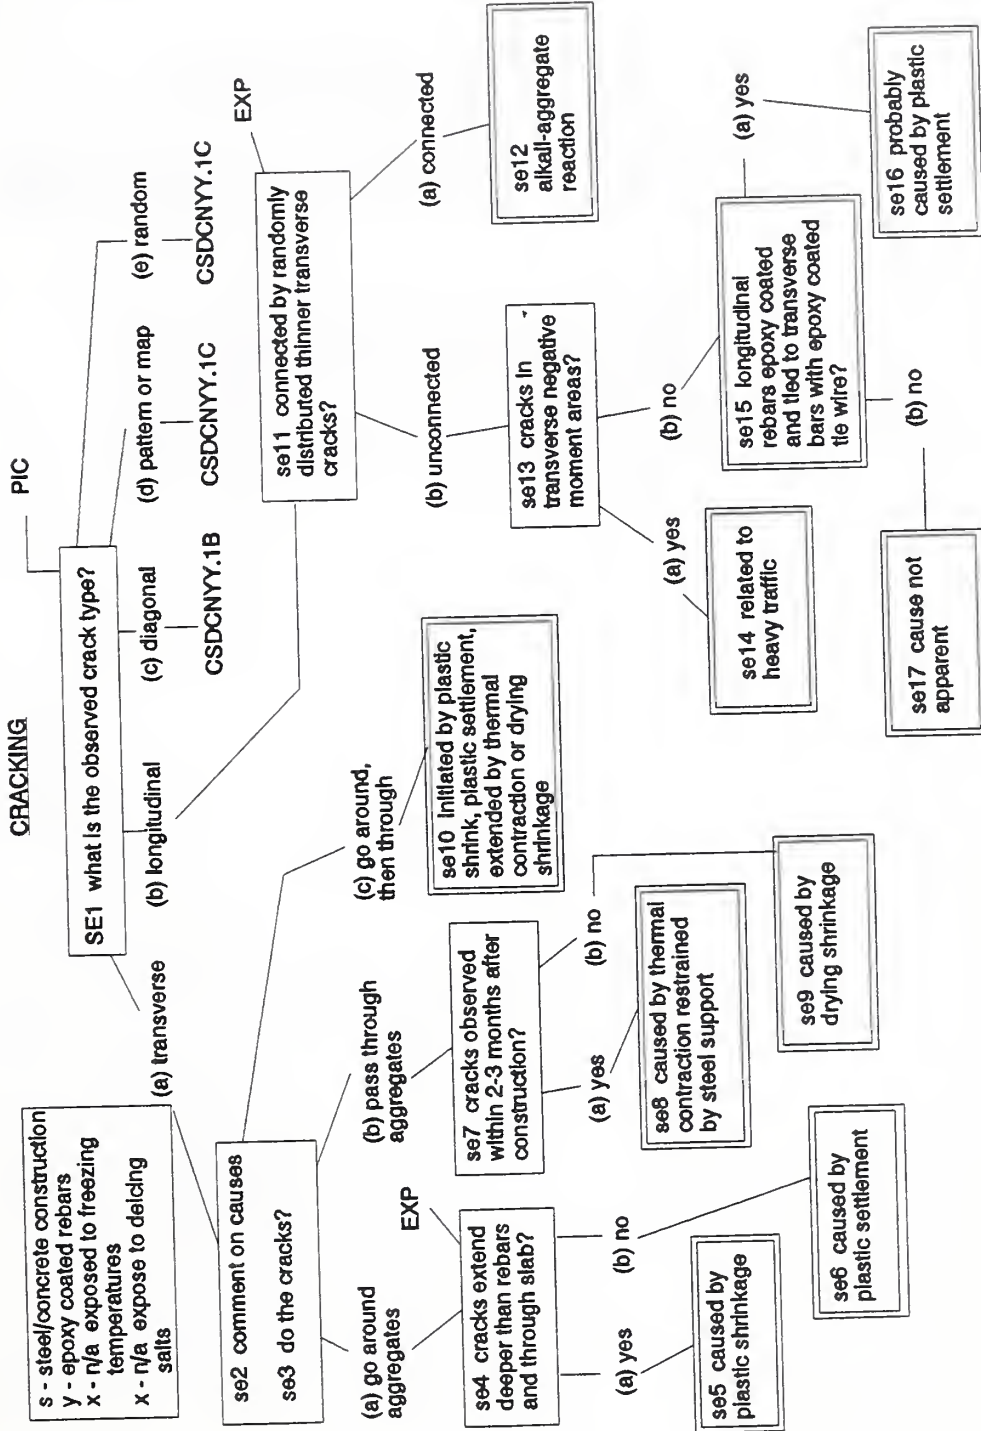 CRACKING
PIC
s - steel/concrete construction
y - epoxy coated rebars
x - n/a exposed to freezing
temperatures
x - n/a expose to deicing
salts
SE1 what is the observed crack type?
(a) transverse
(b) longitudinal
(c) diagonal
CSDCNYY.1B
(d) pattern or map
CSDCNYY.1C
(e) random
CSDCNYY.1C
se2 comment on causes
se3 do the cracks?
(a) go around
aggregates
(b) pass through
aggregates
(c) go around,
then through
EXP
se4 cracks extend
deeper than rebars
and through slab?
(a) yes
(b) no
se5 caused by
plastic shrinkage
se6 caused by
plastic settlement
se7 cracks observed
within 2-3 months after
construction?
(a) yes
(b) no
se8 caused by thermal
contraction restrained
by steel support
se9 caused by
drying shrinkage
se10 initiated by plastic
shrink, plastic settlement,
extended by thermal
contraction or drying
shrinkage
EXP
se11 connected by randomly
distributed thinner transverse
cracks?
(b) unconnected
(a) connected
se12
alkali-aggregate
reaction
se13 cracks in
transverse negative
moment areas?
(a) yes
(b) no
se14 related to
heavy traffic
se15 longitudinal
rebars epoxy coated
and tied to transverse
bars with epoxy coated
tie wire?
(b) no
(a) yes
se16 probably
caused by plastic
settlement
se17 cause not
apparent